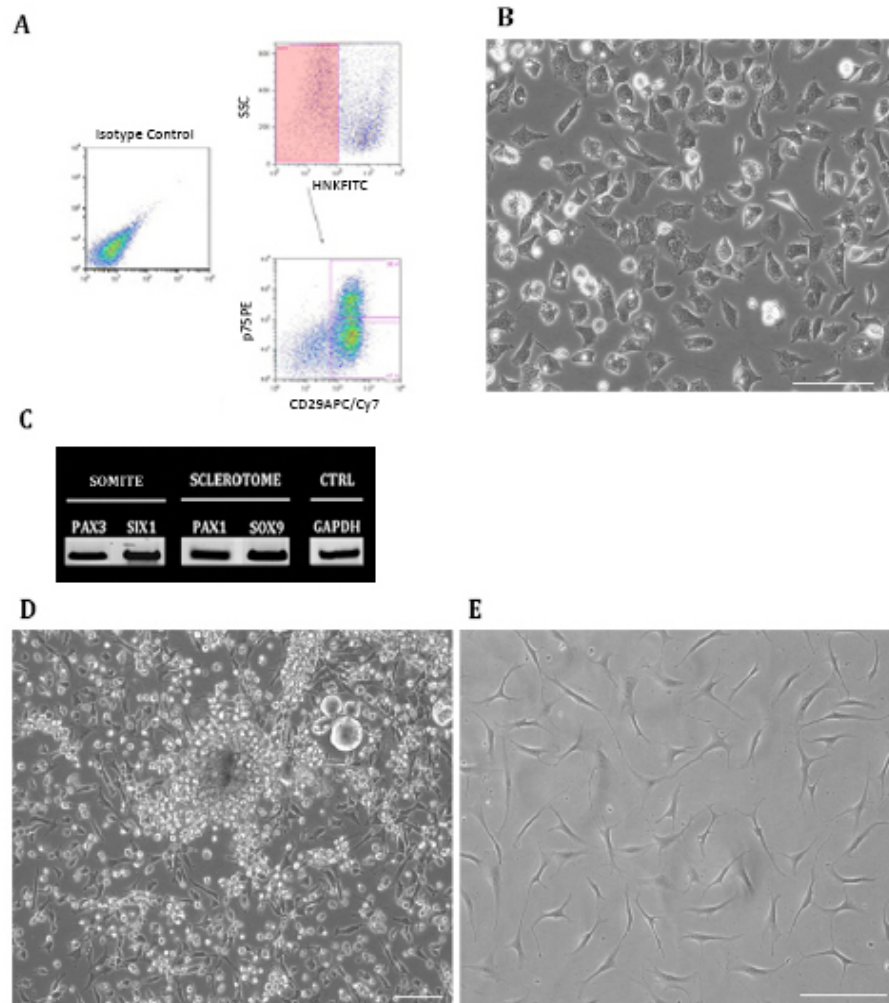 A
B
Isotype Control
SSC
HNKFITC
p75PE
CD29APC/Cy7
C
SOMITE SCLEROTOME CTRL
PAX3 SIX1 PAX1 SOX9 GAPDH
D E